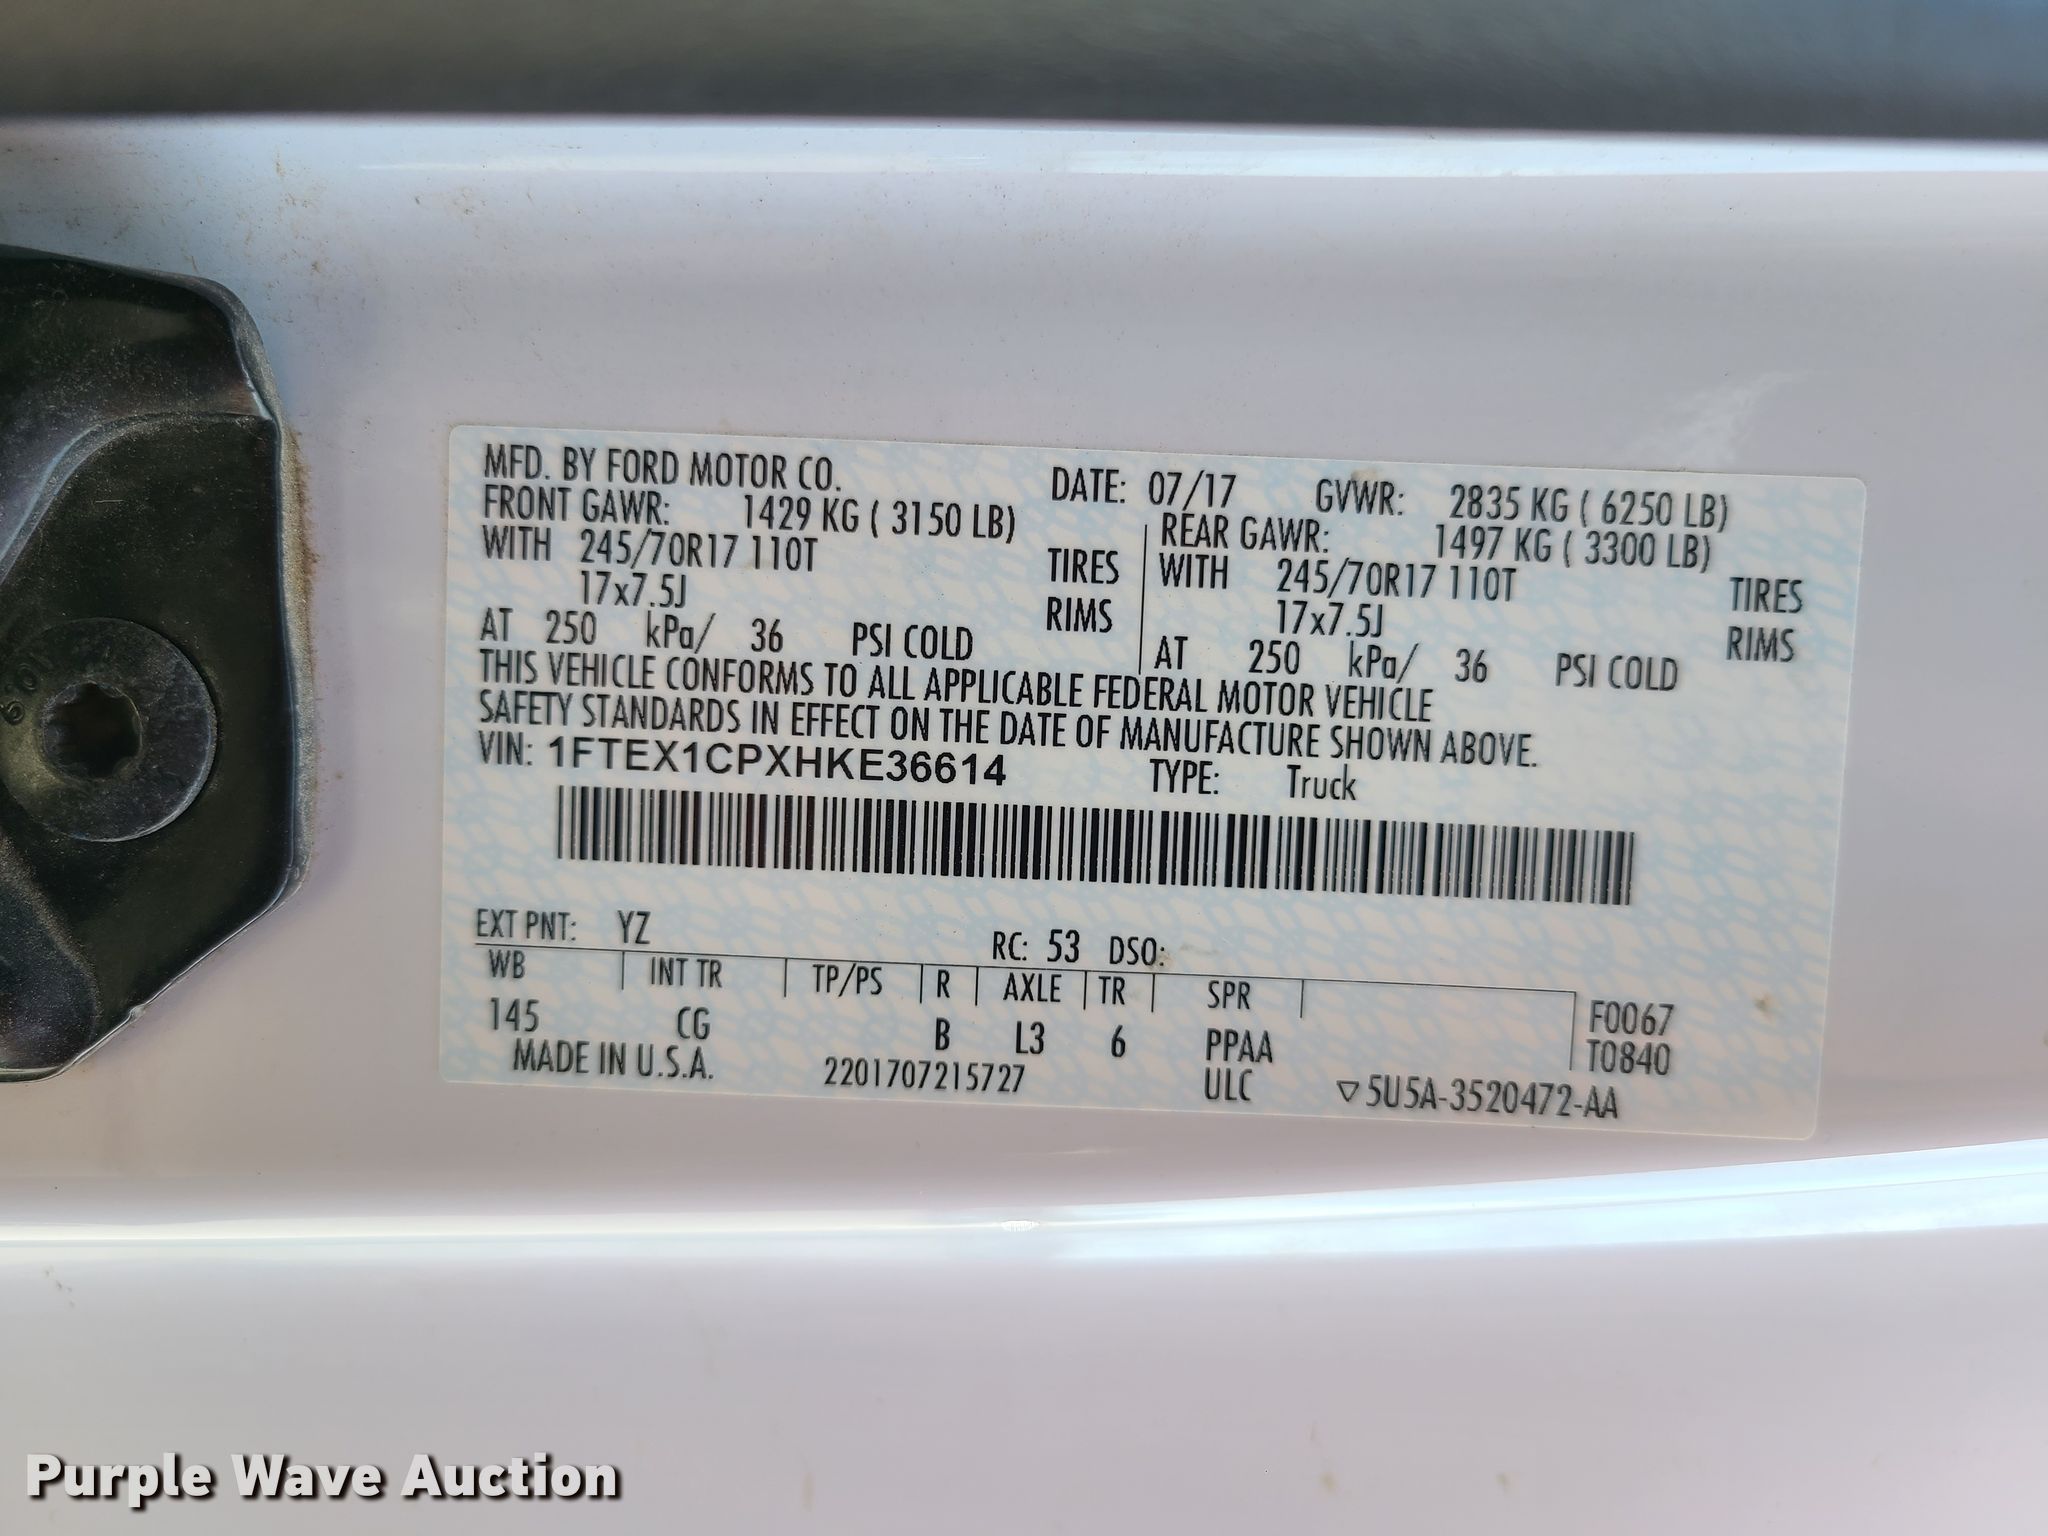 MFD. BY FORD MOTOR CO. DATE: 07/17 GVWR: 2835 KG ( 6250 LB)
FRONT GAWR: 1429 KG ( 3150 LB) REAR GAWR: 1497 KG ( 3300 LB)
WITH 245/70R17 110T TIRES WITH 245/70R17 110T TIRES
17x7.5J RIMS 17x7.5J RIMS
AT 250 kPa/ 36 PSI COLD AT 250 kPa/ 36 PSI COLD
THIS VEHICLE CONFORMS TO ALL APPLICABLE FEDERAL MOTOR VEHICLE
SAFETY STANDARDS IN EFFECT ON THE DATE OF MANUFACTURE SHOWN ABOVE.
VIN: 1FTEX1CPXHKE36614 TYPE: Truck
EXT PNT: YZ RC: 53 DSO:
WB INT TR TP/PS R AXLE TR SPR
145 CG B L3 6 PPAA F0067
T0840
MADE IN U.S.A. 2201707215727 ULC ▽5U5A-3520472-AA
Purple Wave Auction